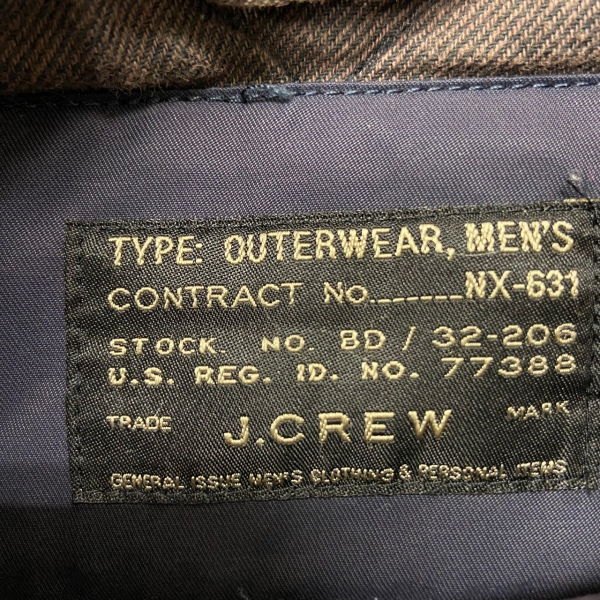 TYPE: OUTERWEAR, MEN'S
CONTRACT No.______NX-631
STOCK. NO. BD / 32-206
U.S. REG. ID. NO. 77388
TRADE J.CREW MARK
GENERAL ISSUE MEN'S CLOTHING & PERSONAL ITEMS